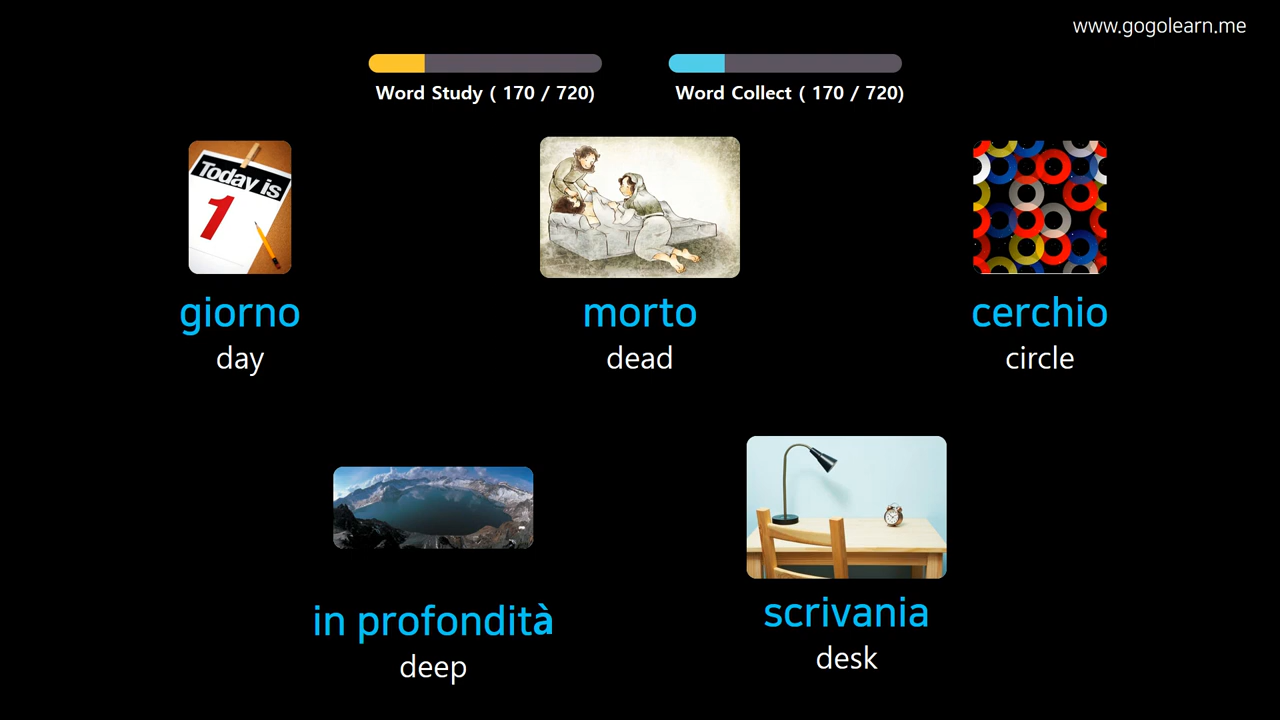 www.gogolearn.me
Word Study ( 170 / 720)
Word Collect ( 170 / 720)
Today is
1
giorno
day
morto
dead
cerchio
circle
in profondità
deep
scrivania
desk